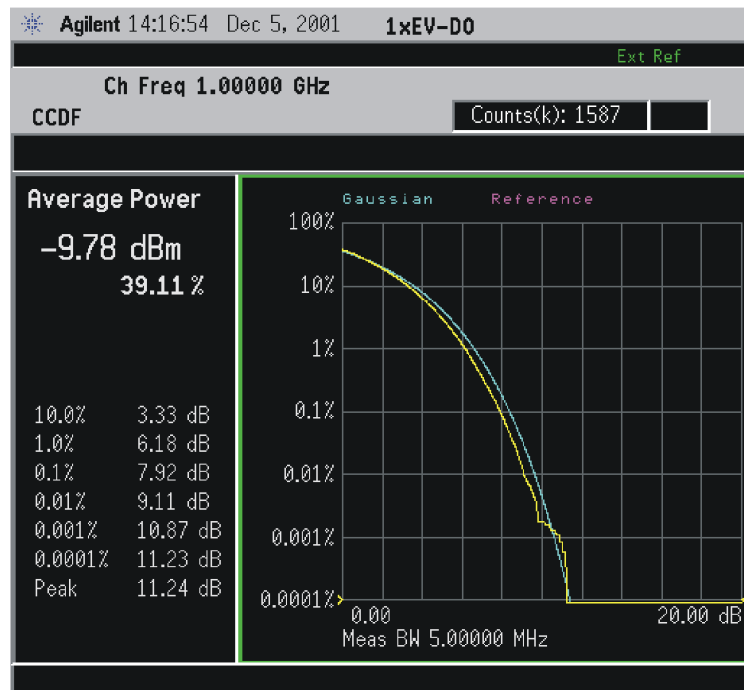 Agilent 14:16:54 Dec 5, 2001 1xEV-DO
Ext Ref
Ch Freq 1.00000 GHz
CCDF
Counts(k): 1587
Average Power
-9.78 dBm
39.11 %
10.0% 3.33 dB
1.0% 6.18 dB
0.1% 7.92 dB
0.01% 9.11 dB
0.001% 10.87 dB
0.0001% 11.23 dB
Peak 11.24 dB
Gaussian Reference
100%
10%
1%
0.1%
0.01%
0.001%
0.0001%
0.00 20.00 dB
Meas BW 5.00000 MHz